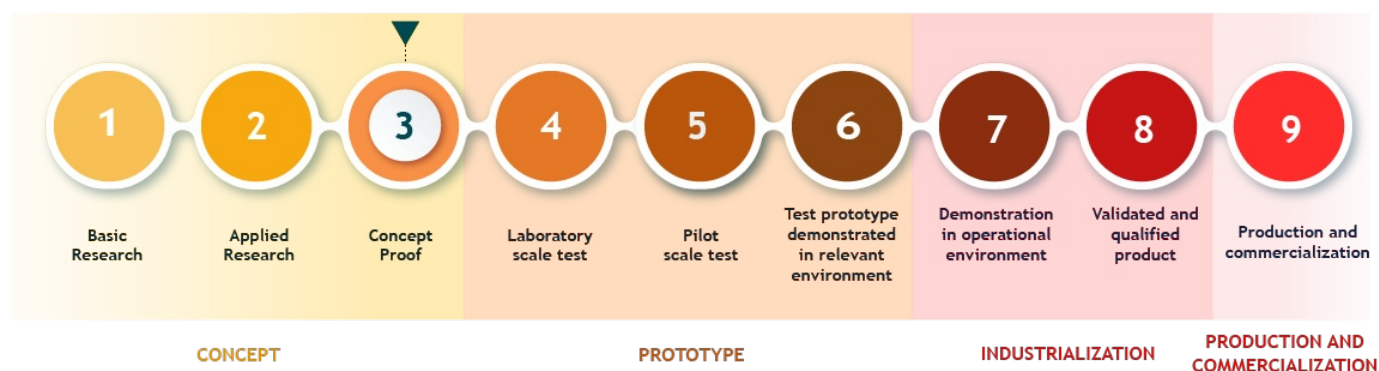 1
2
3
4
5
6
7
8
9
Basic
Research
Applied
Research
Concept
Proof
Laboratory
scale test
Pilot
scale test
Test prototype
demonstrated
in relevant
environment
Demonstration
in operational
environment
Validated and
qualified
product
Production and
commercialization
CONCEPT
PROTOTYPE
INDUSTRIALIZATION
PRODUCTION AND
COMMERCIALIZATION